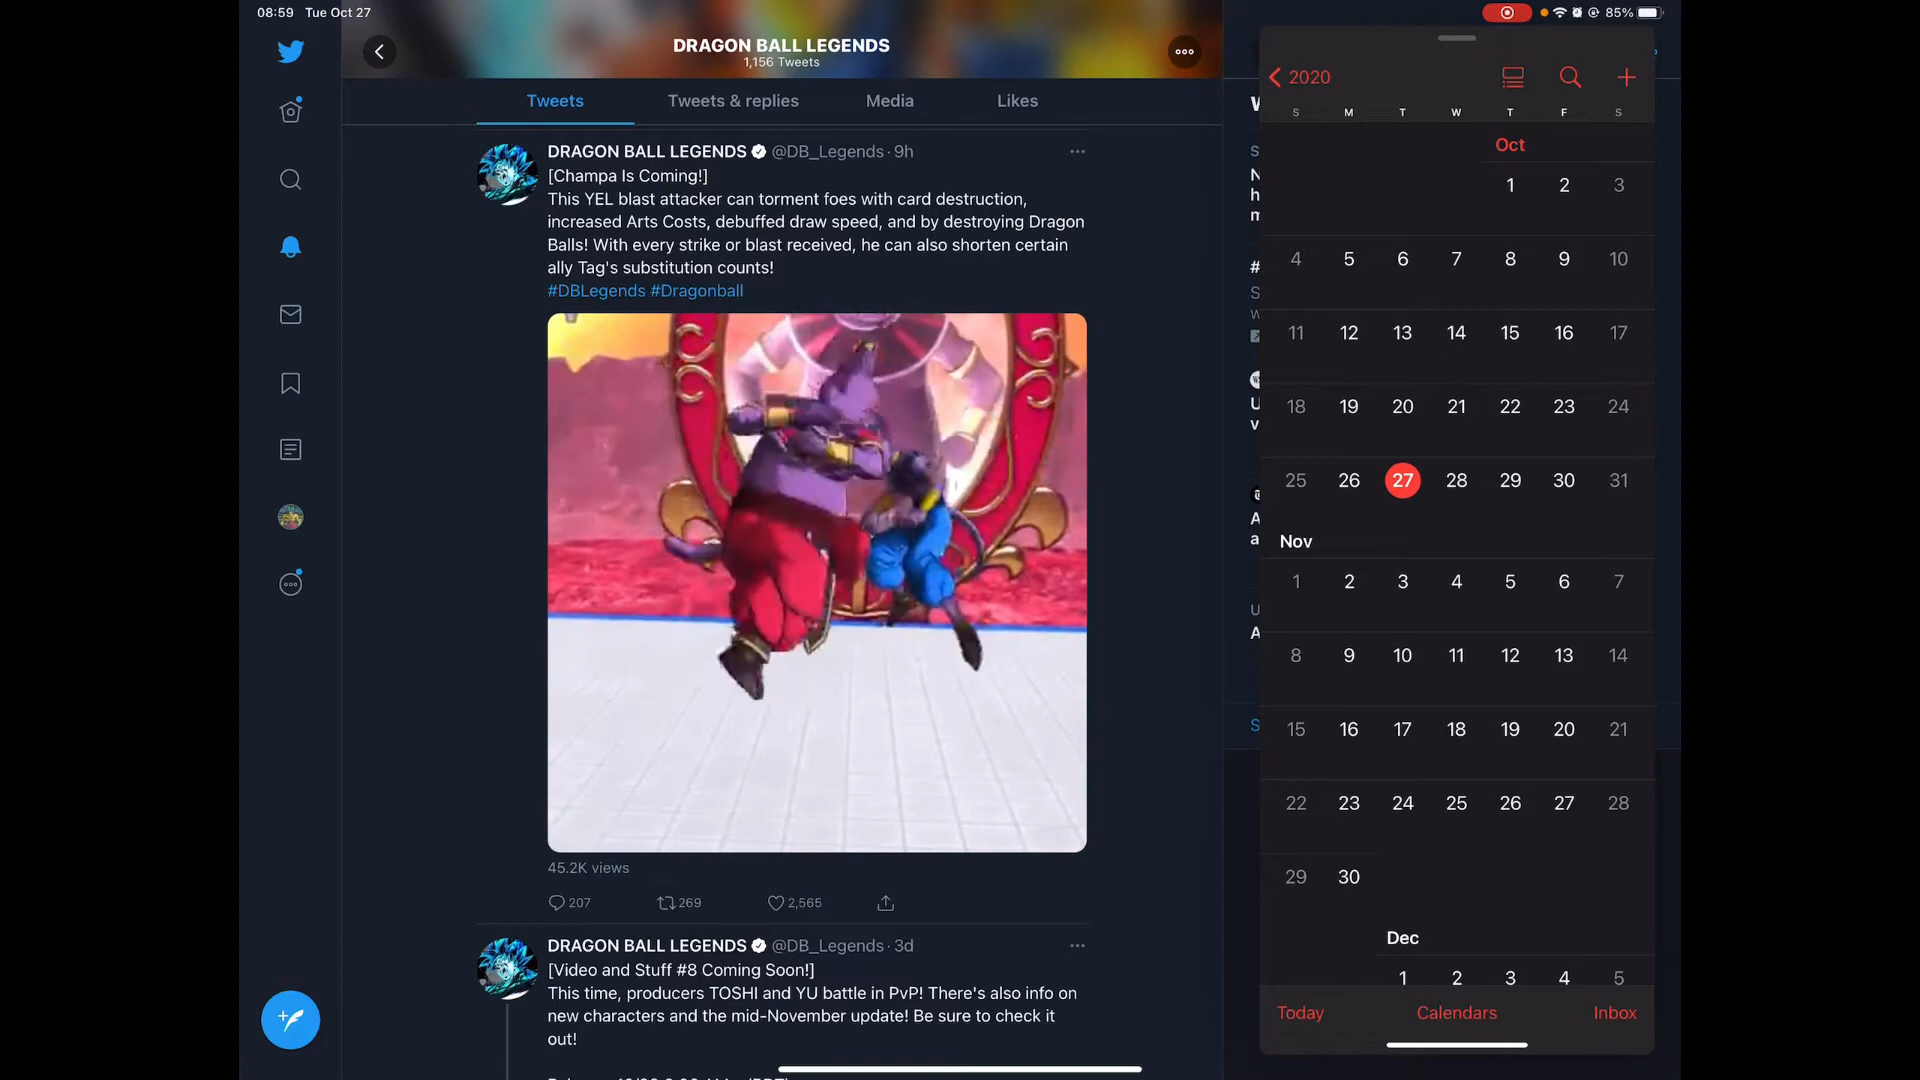 08:59 Tue Oct 27
85%
DRAGON BALL LEGENDS
1,156 Tweets
Tweets
Tweets & replies
Media
Likes
DRAGON BALL LEGENDS @DB_Legends · 9h
[Champa Is Coming!]
This YEL blast attacker can torment foes with card destruction,
increased Arts Costs, debuffed draw speed, and by destroying Dragon
Balls! With every strike or blast received, he can also shorten certain
ally Tag's substitution counts!
#DBLegends #Dragonball
45.2K views
207
269
2,565
DRAGON BALL LEGENDS @DB_Legends · 3d
[Video and Stuff #8 Coming Soon!]
This time, producers TOSHI and YU battle in PvP! There's also info on
new characters and the mid-November update! Be sure to check it
out!
2020
S M T W T F S
Oct
1 2 3
4 5 6 7 8 9 10
11 12 13 14 15 16 17
18 19 20 21 22 23 24
25 26 27 28 29 30 31
Nov
1 2 3 4 5 6 7
8 9 10 11 12 13 14
15 16 17 18 19 20 21
22 23 24 25 26 27 28
29 30
Dec
1 2 3 4 5
Today
Calendars
Inbox